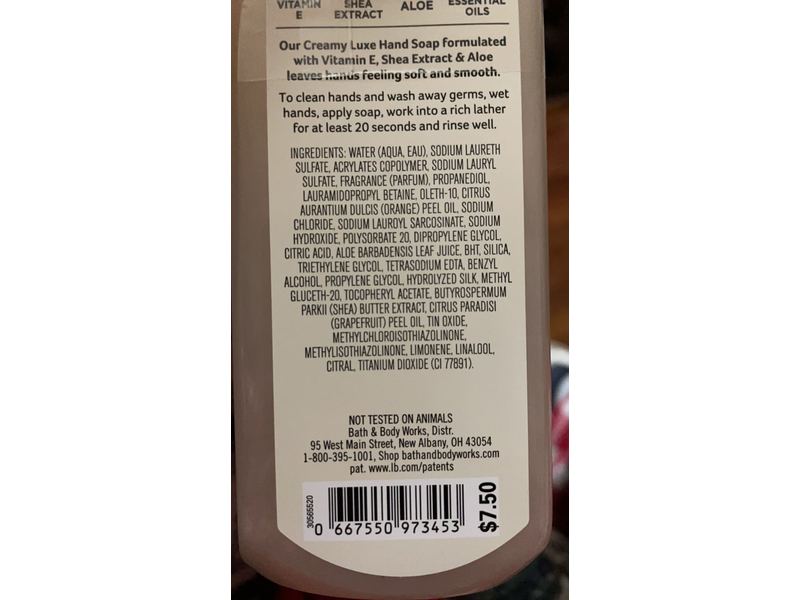 VITAMIN E
SHEA EXTRACT
ALOE
ESSENTIAL OILS
Our Creamy Luxe Hand Soap formulated
with Vitamin E, Shea Extract & Aloe
leaves hands feeling soft and smooth.
To clean hands and wash away germs, wet
hands, apply soap, work into a rich lather
for at least 20 seconds and rinse well.
INGREDIENTS: WATER (AQUA, EAU), SODIUM LAURETH
SULFATE, ACRYLATES COPOLYMER, SODIUM LAURYL
SULFATE, FRAGRANCE (PARFUM), PROPANEDIOL,
LAURAMIDOPROPYL BETAINE, OLETH-10, CITRUS
AURANTIUM DULCIS (ORANGE) PEEL OIL, SODIUM
CHLORIDE, SODIUM LAUROYL SARCOSINATE, SODIUM
HYDROXIDE, POLYSORBATE 20, DIPROPYLENE GLYCOL,
CITRIC ACID, ALOE BARBADENSIS LEAF JUICE, BHT, SILICA,
TRIETHYLENE GLYCOL, TETRASODIUM EDTA, BENZYL
ALCOHOL, PROPYLENE GLYCOL, HYDROLYZED SILK, METHYL
GLUCETH-20, TOCOPHERYL ACETATE, BUTYROSPERMUM
PARKII (SHEA) BUTTER EXTRACT, CITRUS PARADISI
(GRAPEFRUIT) PEEL OIL, TIN OXIDE,
METHYLCHLOROISOTHIAZOLINONE,
METHYLISOTHIAZOLINONE, LIMONENE, LINALOOL,
CITRAL, TITANIUM DIOXIDE (CI 77891).
NOT TESTED ON ANIMALS
Bath & Body Works, Distr.
95 West Main Street, New Albany, OH 43054
1-800-395-1001, Shop bathandbodyworks.com
pat. www.lb.com/patents
30565520
0 667550 973453
$7.50